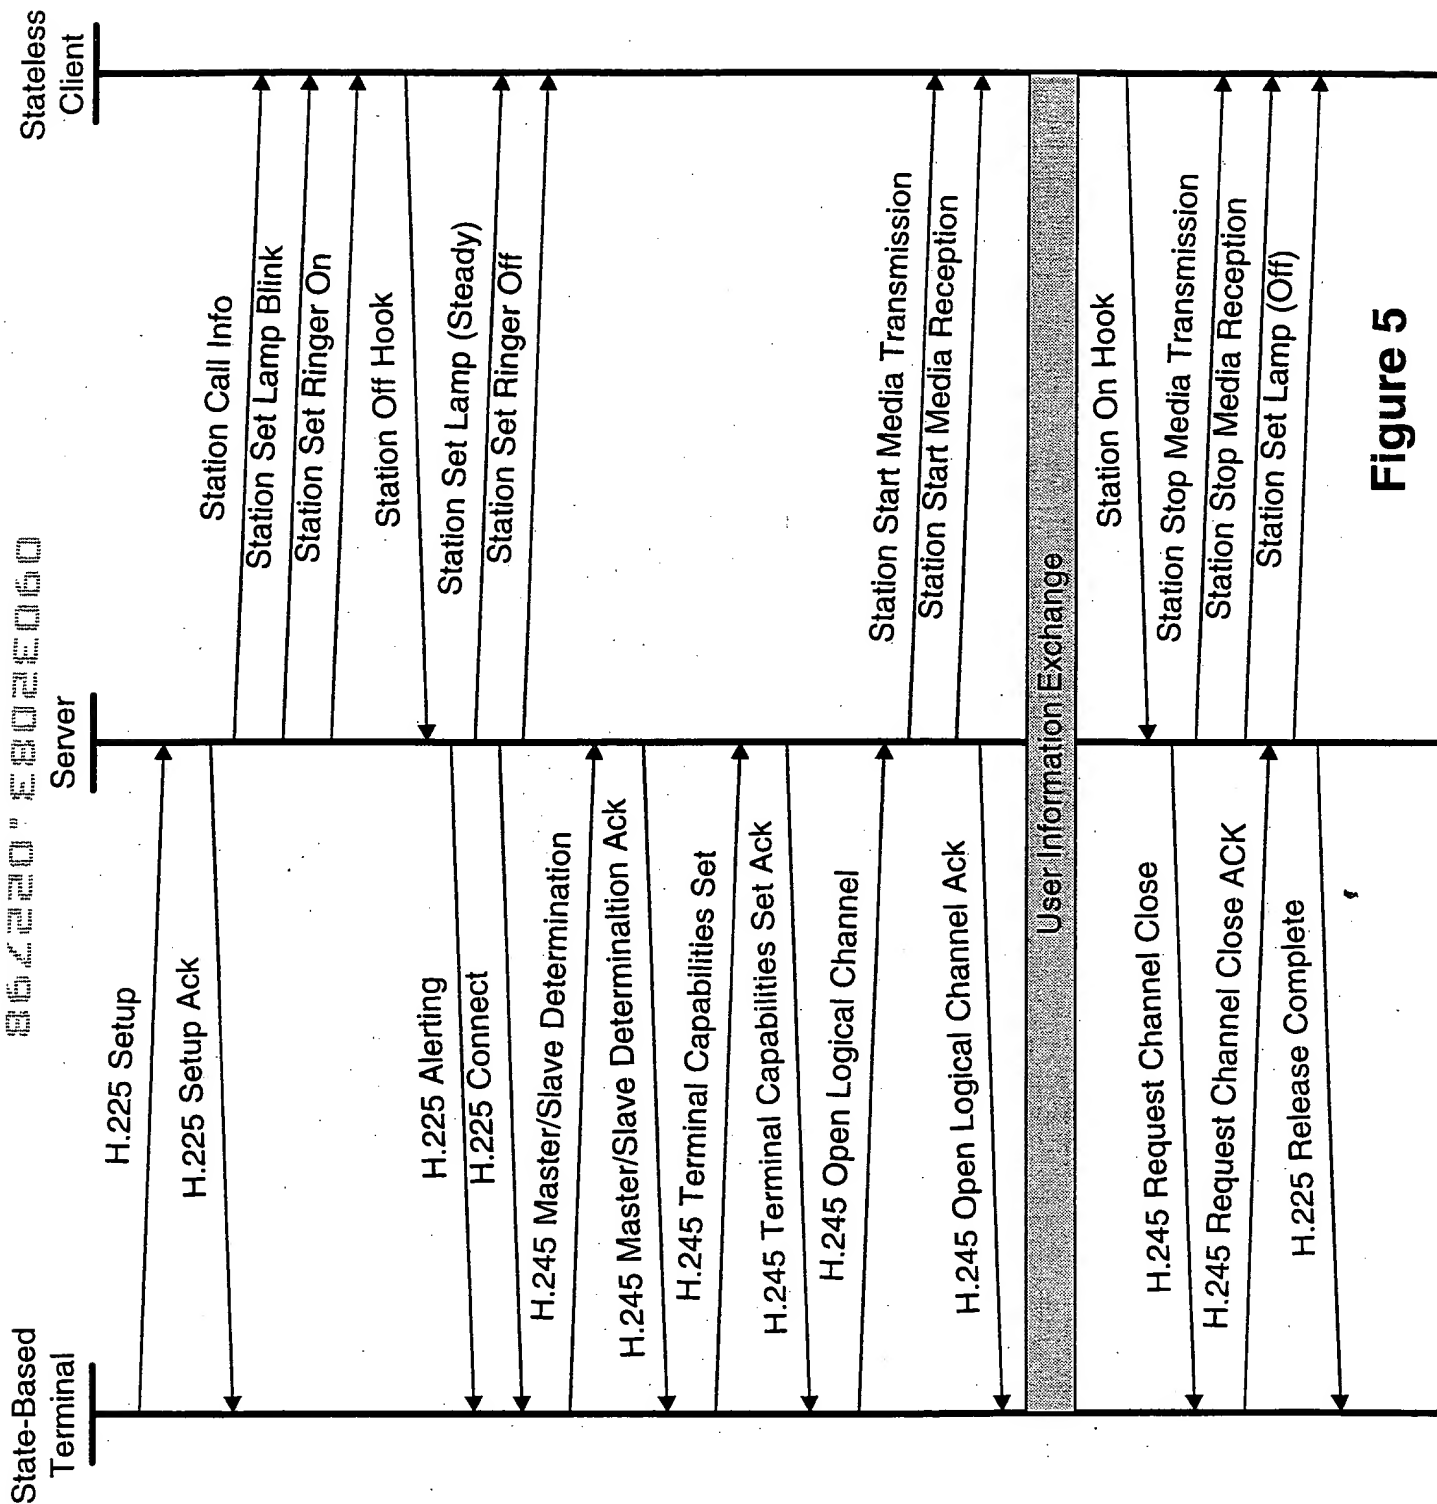 09032083.022798
State-Based
Terminal
Server
Stateless
Client
H.225 Setup
H.225 Setup Ack
Station Call Info
Station Set Lamp Blink
Station Set Ringer On
Station Off Hook
H.225 Alerting
Station Set Lamp (Steady)
H.225 Connect
Station Set Ringer Off
H.245 Master/Slave Determination
H.245 Master/Slave Determinaltion Ack
H.245 Terminal Capabilities Set
H.245 Terminal Capabilities Set Ack
H.245 Open Logical Channel
Station Start Media Transmission
Station Start Media Reception
H.245 Open Logical Channel Ack
User Information Exchange
Station On Hook
H.245 Request Channel Close
Station Stop Media Transmission
H.245 Request Channel Close ACK
Station Stop Media Reception
Station Set Lamp (Off)
H.225 Release Complete
Figure 5